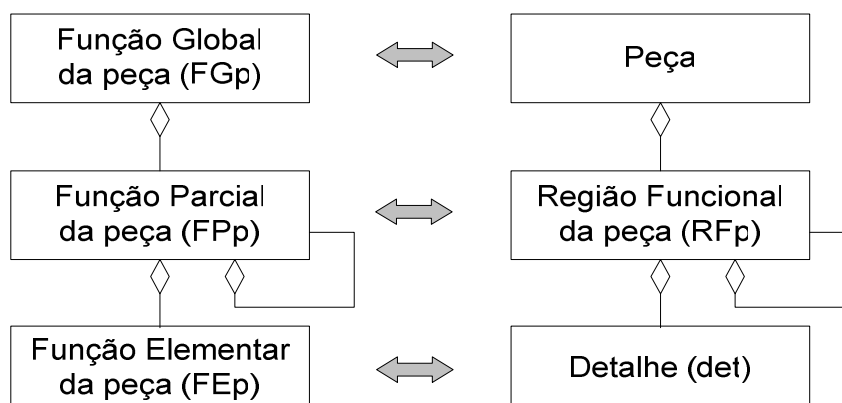 Função Global
da peça (FGp)
Peça
Função Parcial
da peça (FPp)
Região Funcional
da peça (RFp)
Função Elementar
da peça (FEp)
Detalhe (det)